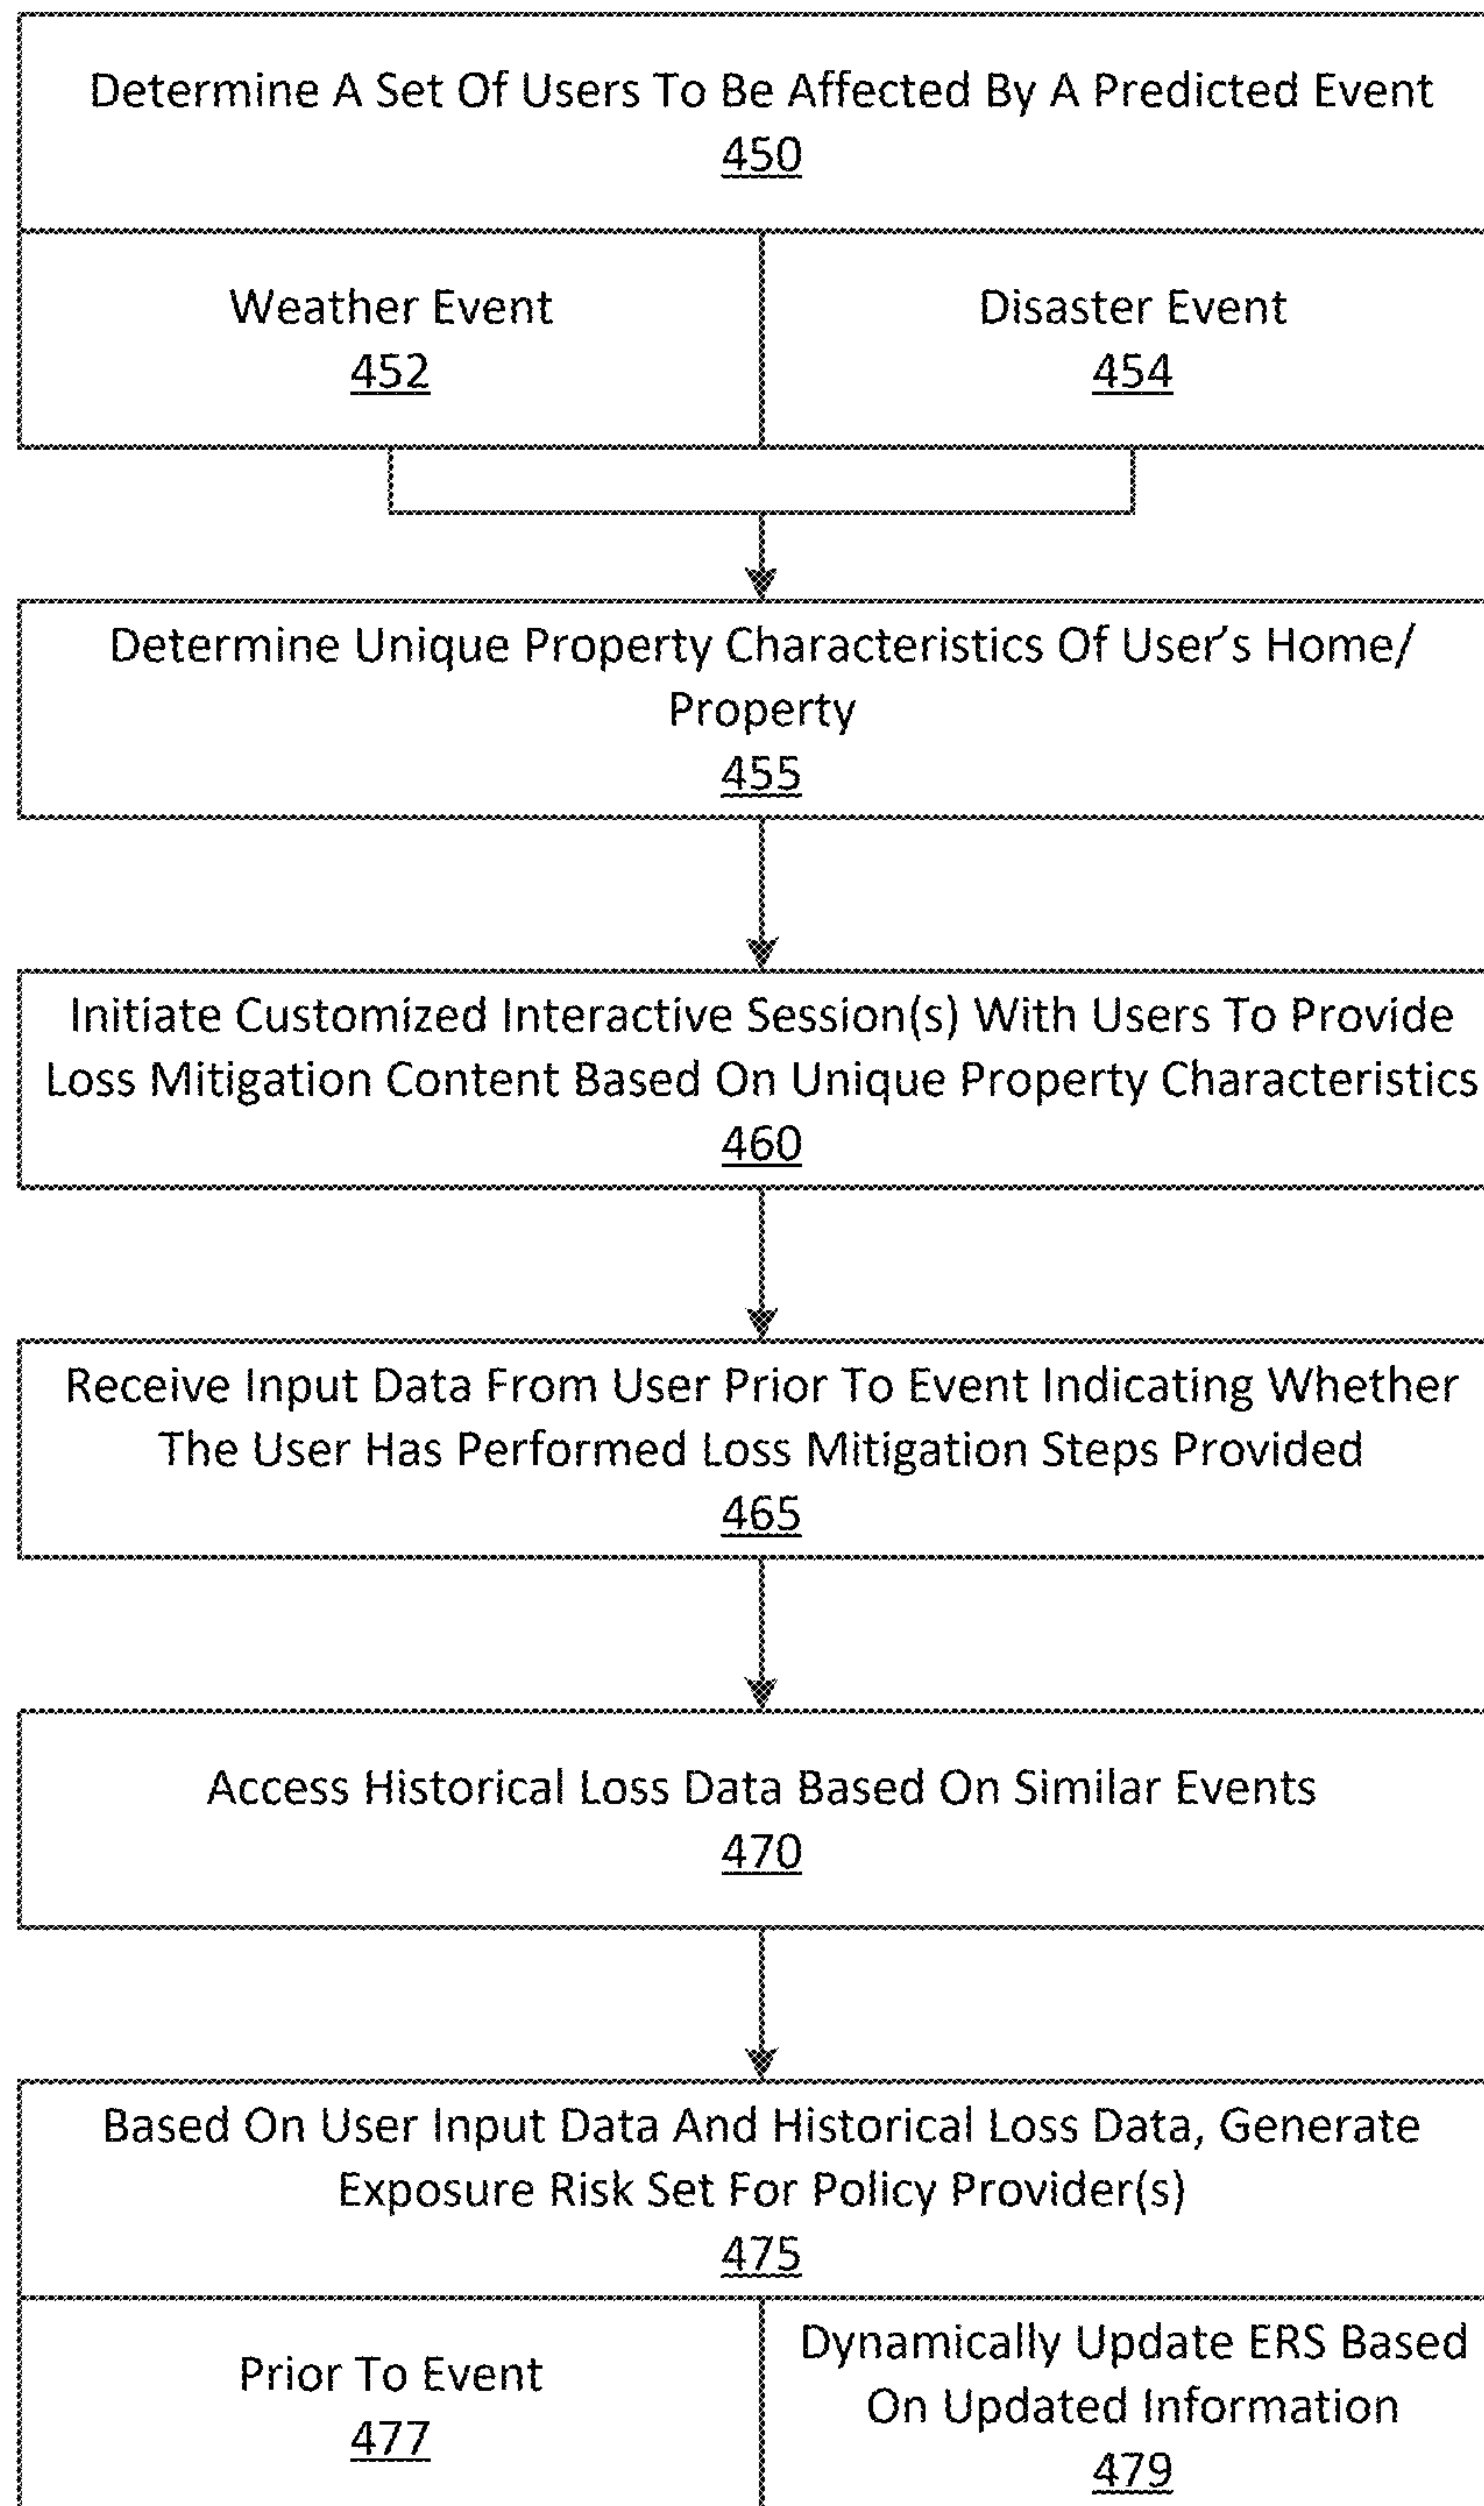 Determine A Set Of Users To Be Affected By A Predicted Event
450
Weather Event
452
Disaster Event
454
Determine Unique Property Characteristics Of User's Home/
Property
455
Initiate Customized Interactive Session(s) With Users To Provide
Loss Mitigation Content Based On Unique Property Characteristics
460
Receive Input Data From User Prior To Event Indicating Whether
The User Has Performed Loss Mitigation Steps Provided
465
Access Historical Loss Data Based On Similar Events
470
Based On User Input Data And Historical Loss Data, Generate
Exposure Risk Set For Policy Provider(s)
475
Prior To Event
477
Dynamically Update ERS Based
On Updated Information
479